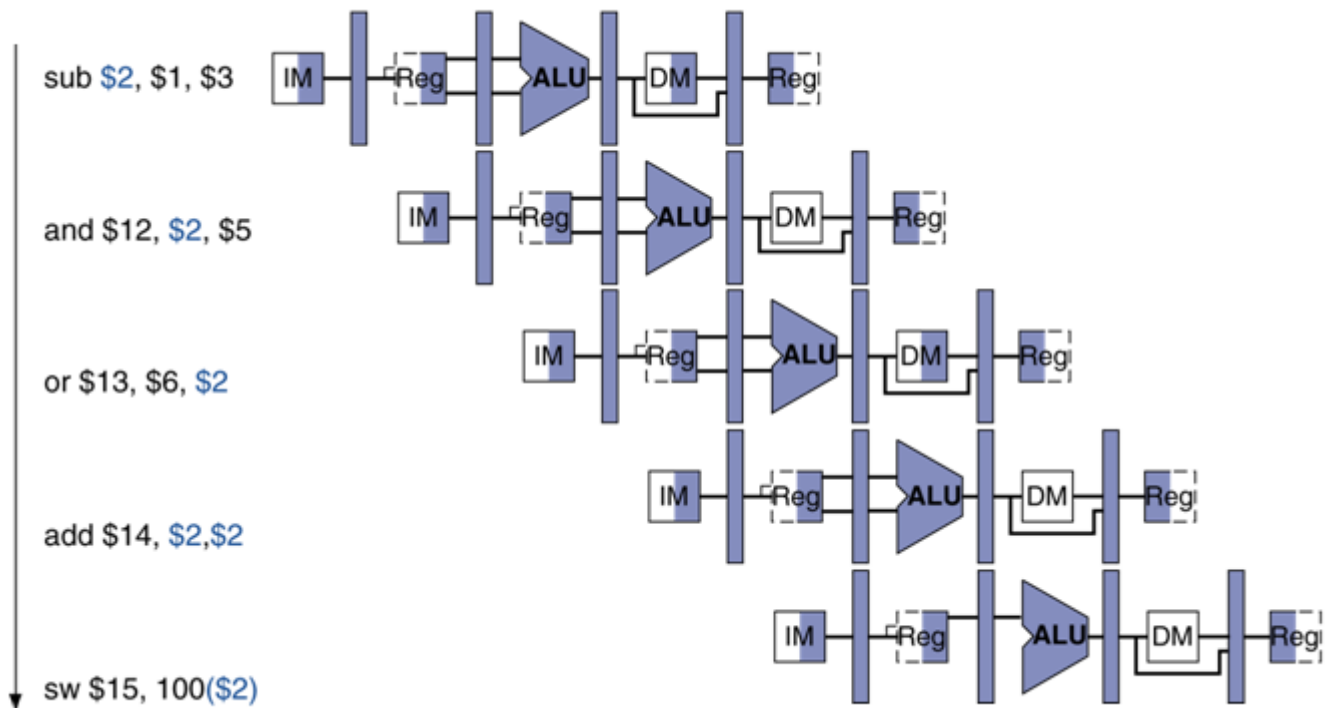 sub $2, $1, $3 IM Reg ALU DM Reg
and $12, $2, $5 IM Reg ALU DM Reg
or $13, $6, $2 IM Reg ALU DM Reg
add $14, $2,$2 IM Reg ALU DM Reg
sw $15, 100($2) IM Reg ALU DM Reg